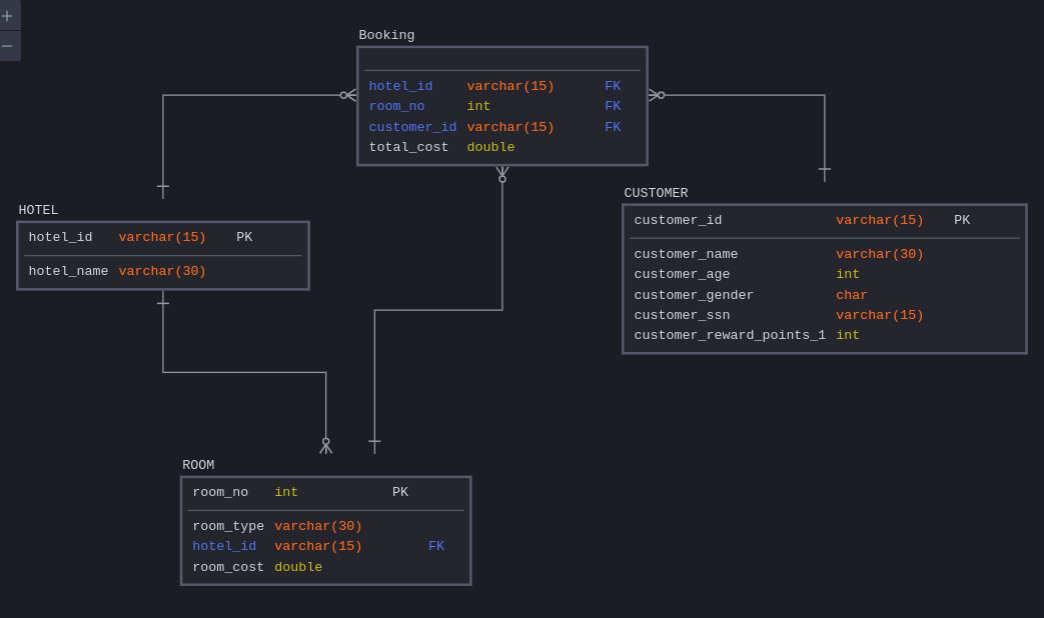 +
−
Booking
hotel_id varchar(15) FK
room_no int FK
customer_id varchar(15) FK
total_cost double
HOTEL
hotel_id varchar(15) PK
hotel_name varchar(30)
CUSTOMER
customer_id varchar(15) PK
customer_name varchar(30)
customer_age int
customer_gender char
customer_ssn varchar(15)
customer_reward_points_1 int
ROOM
room_no int PK
room_type varchar(30)
hotel_id varchar(15) FK
room_cost double